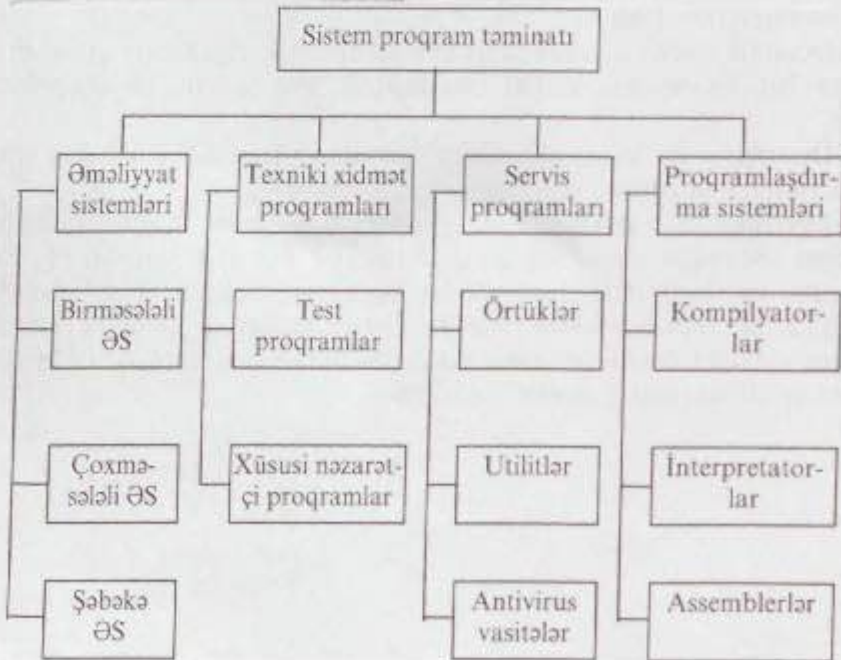 Sistem proqram təminatı
Əməliyyat
sistemləri
Texniki xidmət
proqramları
Servis
proqramları
Proqramlaşdır-
ma sistemləri
Birməsələli
ƏS
Test
proqramlar
Örtüklər
Kompilyator-
lar
Çoxmə-
sələli ƏS
Xüsusi nəzarət-
çi proqramlar
Utilitlər
İnterpretator-
lar
Şəbəkə
ƏS
Antivirus
vasitələr
Assemblerlər